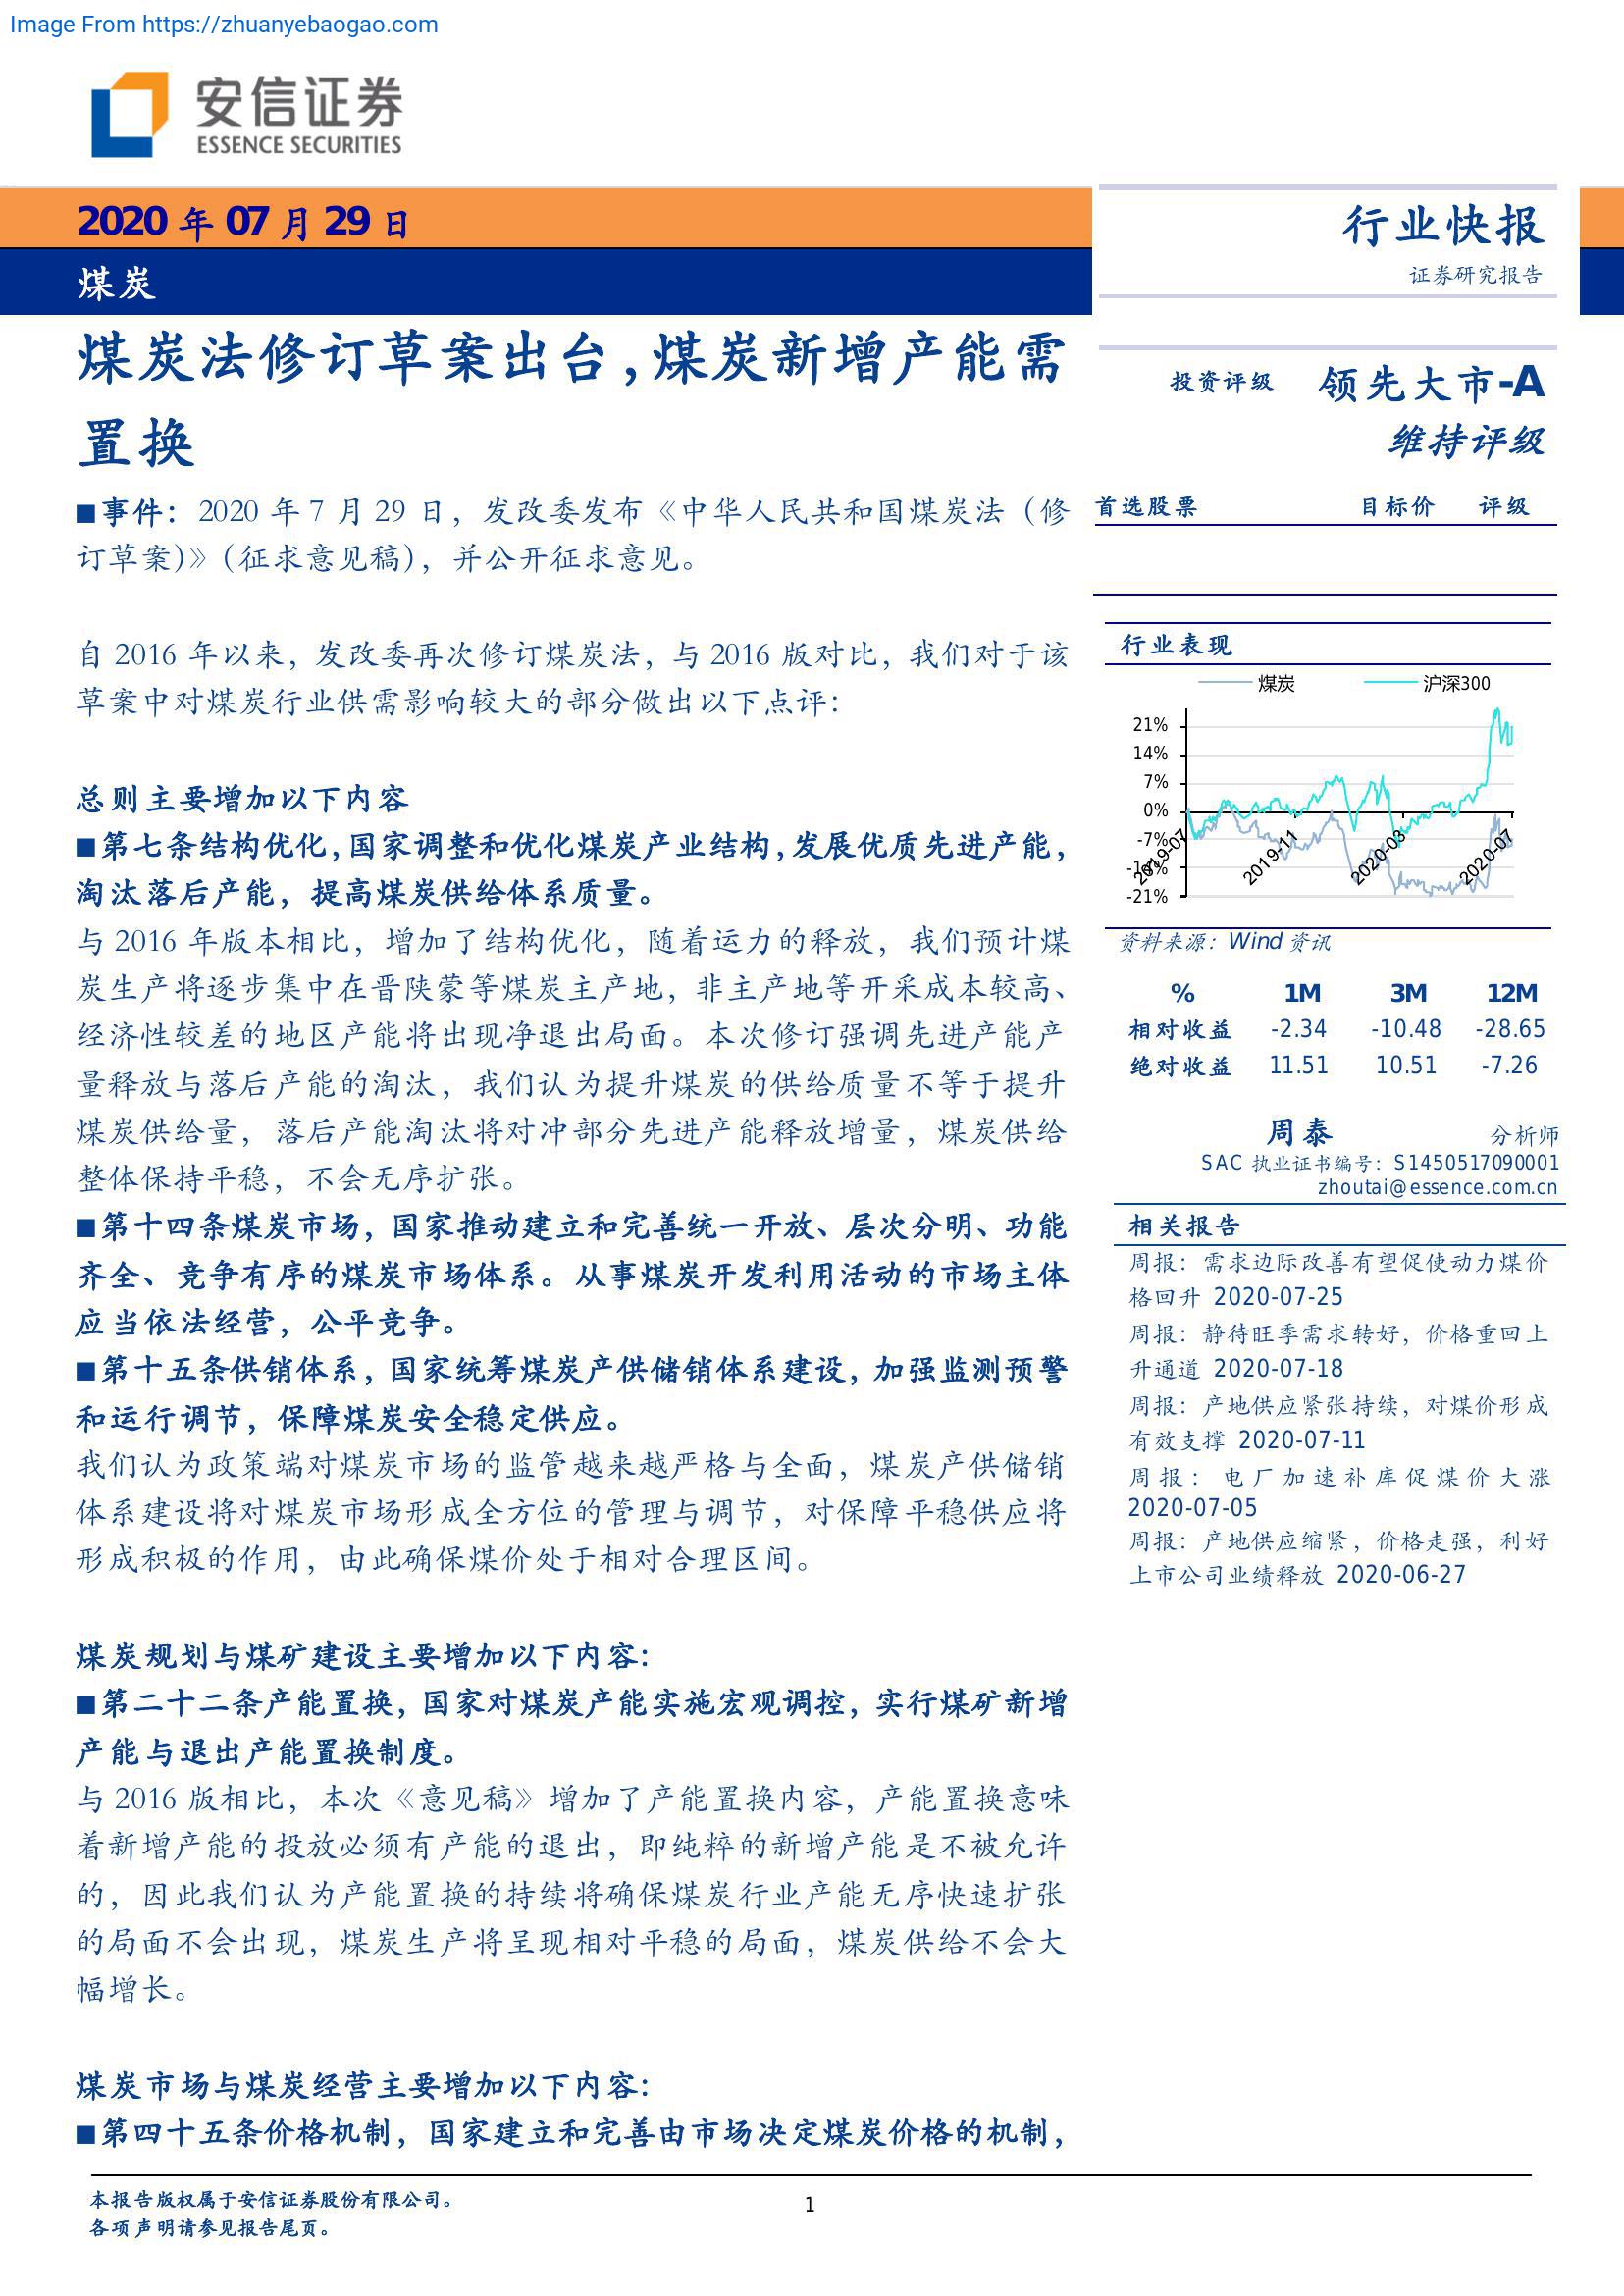 Image From https://zhuanyebaogao.com
安信证券
ESSENCE SECURITIES
2020 年 07 月 29 日
煤炭
行业快报
证券研究报告
煤炭法修订草案出台，煤炭新增产能需
置换
■事件：2020 年 7 月 29 日，发改委发布《中华人民共和国煤炭法（修
订草案）》（征求意见稿），并公开征求意见。
自 2016 年以来，发改委再次修订煤炭法，与 2016 版对比，我们对于该
草案中对煤炭行业供需影响较大的部分做出以下点评：
总则主要增加以下内容
■第七条结构优化，国家调整和优化煤炭产业结构，发展优质先进产能，
淘汰落后产能，提高煤炭供给体系质量。
与 2016 年版本相比，增加了结构优化，随着运力的释放，我们预计煤
炭生产将逐步集中在晋陕蒙等煤炭主产地，非主产地等开采成本较高、
经济性较差的地区产能将出现净退出局面。本次修订强调先进产能产
量释放与落后产能的淘汰，我们认为提升煤炭的供给质量不等于提升
煤炭供给量，落后产能淘汰将对冲部分先进产能释放增量，煤炭供给
整体保持平稳，不会无序扩张。
■第十四条煤炭市场，国家推动建立和完善统一开放、层次分明、功能
齐全、竞争有序的煤炭市场体系。从事煤炭开发利用活动的市场主体
应当依法经营，公平竞争。
■第十五条供销体系，国家统筹煤炭产供储销体系建设，加强监测预警
和运行调节，保障煤炭安全稳定供应。
我们认为政策端对煤炭市场的监管越来越严格与全面，煤炭产供储销
体系建设将对煤炭市场形成全方位的管理与调节，对保障平稳供应将
形成积极的作用，由此确保煤价处于相对合理区间。
煤炭规划与煤矿建设主要增加以下内容：
■第二十二条产能置换，国家对煤炭产能实施宏观调控，实行煤矿新增
产能与退出产能置换制度。
与 2016 版相比，本次《意见稿》增加了产能置换内容，产能置换意味
着新增产能的投放必须有产能的退出，即纯粹的新增产能是不被允许
的，因此我们认为产能置换的持续将确保煤炭行业产能无序快速扩张
的局面不会出现，煤炭生产将呈现相对平稳的局面，煤炭供给不会大
幅增长。
煤炭市场与煤炭经营主要增加以下内容：
■第四十五条价格机制，国家建立和完善由市场决定煤炭价格的机制，
投资评级 领先大市-A
维持评级
首选股票 目标价 评级
行业表现
煤炭 沪深300
21%
14%
7%
0%
-7%
-14%
-21%
2019-07 2019-11 2020-03 2020-07
资料来源：Wind 资讯
% 1M 3M 12M
相对收益 -2.34 -10.48 -28.65
绝对收益 11.51 10.51 -7.26
周泰 分析师
SAC 执业证书编号：S1450517090001
zhoutai@essence.com.cn
相关报告
周报：需求边际改善有望促使动力煤价
格回升 2020-07-25
周报：静待旺季需求转好，价格重回上
升通道 2020-07-18
周报：产地供应紧张持续，对煤价形成
有效支撑 2020-07-11
周报：电厂加速补库促煤价大涨
2020-07-05
周报：产地供应缩紧，价格走强，利好
上市公司业绩释放 2020-06-27
本报告版权属于安信证券股份有限公司。
各项声明请参见报告尾页。
1